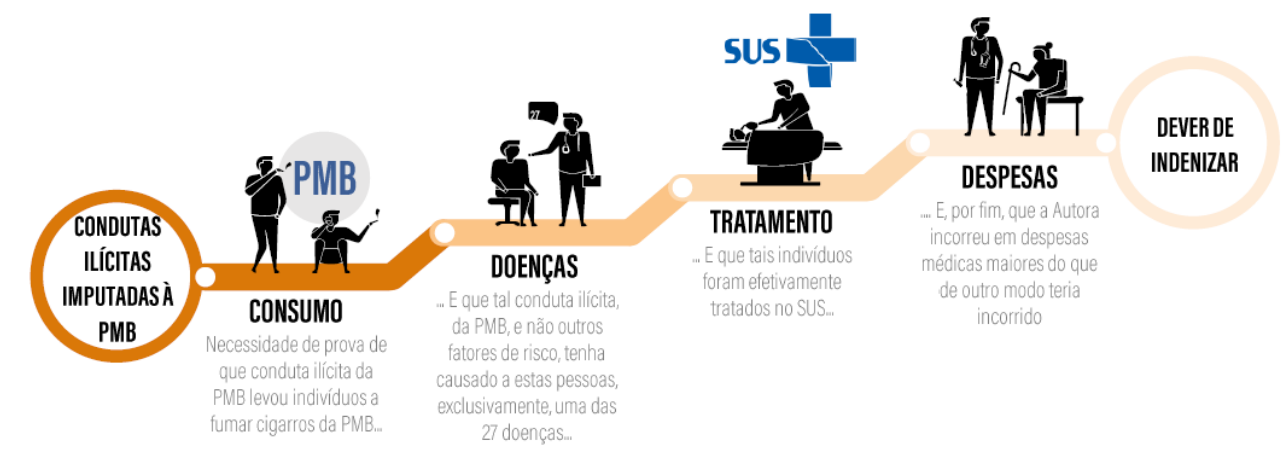 CONDUTAS
ILÍCITAS
IMPUTADAS À
PMB
PMB
CONSUMO
Necessidade de prova de
que conduta ilícita da
PMB levou indivíduos a
fumar cigarros da PMB...
27
DOENÇAS
... E que tal conduta ilícita,
da PMB, e não outros
fatores de risco, tenha
causado a estas pessoas,
exclusivamente, uma das
27 doenças...
SUS
TRATAMENTO
... E que tais indivíduos
foram efetivamente
tratados no SUS...
DESPESAS
.... E, por fim, que a Autora
incorreu em despesas
médicas maiores do que
de outro modo teria
incorrido
DEVER DE
INDENIZAR